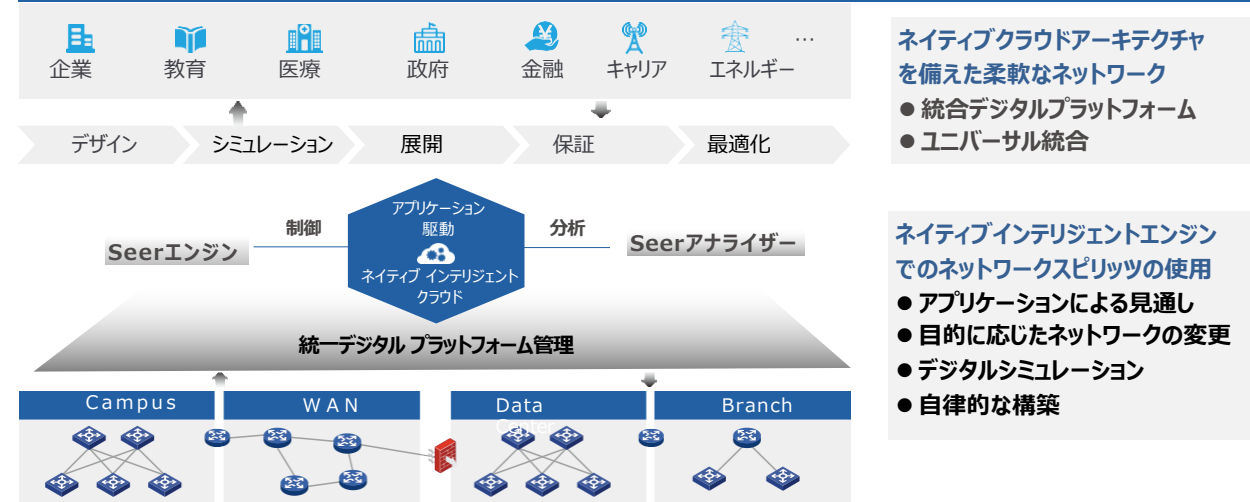 企業
教育
医療
政府
金融
キャリア
エネルギー
…
デザイン
シミュレーション
展開
保証
最適化
アプリケーション
駆動
ネイティブ インテリジェント
クラウド
制御
分析
Seerエンジン
Seerアナライザー
統一デジタル プラットフォーム管理
Campus
WAN
Data
Center
Branch
ネイティブクラウドアーキテクチャ
を備えた柔軟なネットワーク
● 統合デジタルプラットフォーム
● ユニバーサル統合
ネイティブインテリジェントエンジン
でのネットワークスピリッツの使用
● アプリケーションによる見通し
● 目的に応じたネットワークの変更
● デジタルシミュレーション
● 自律的な構築